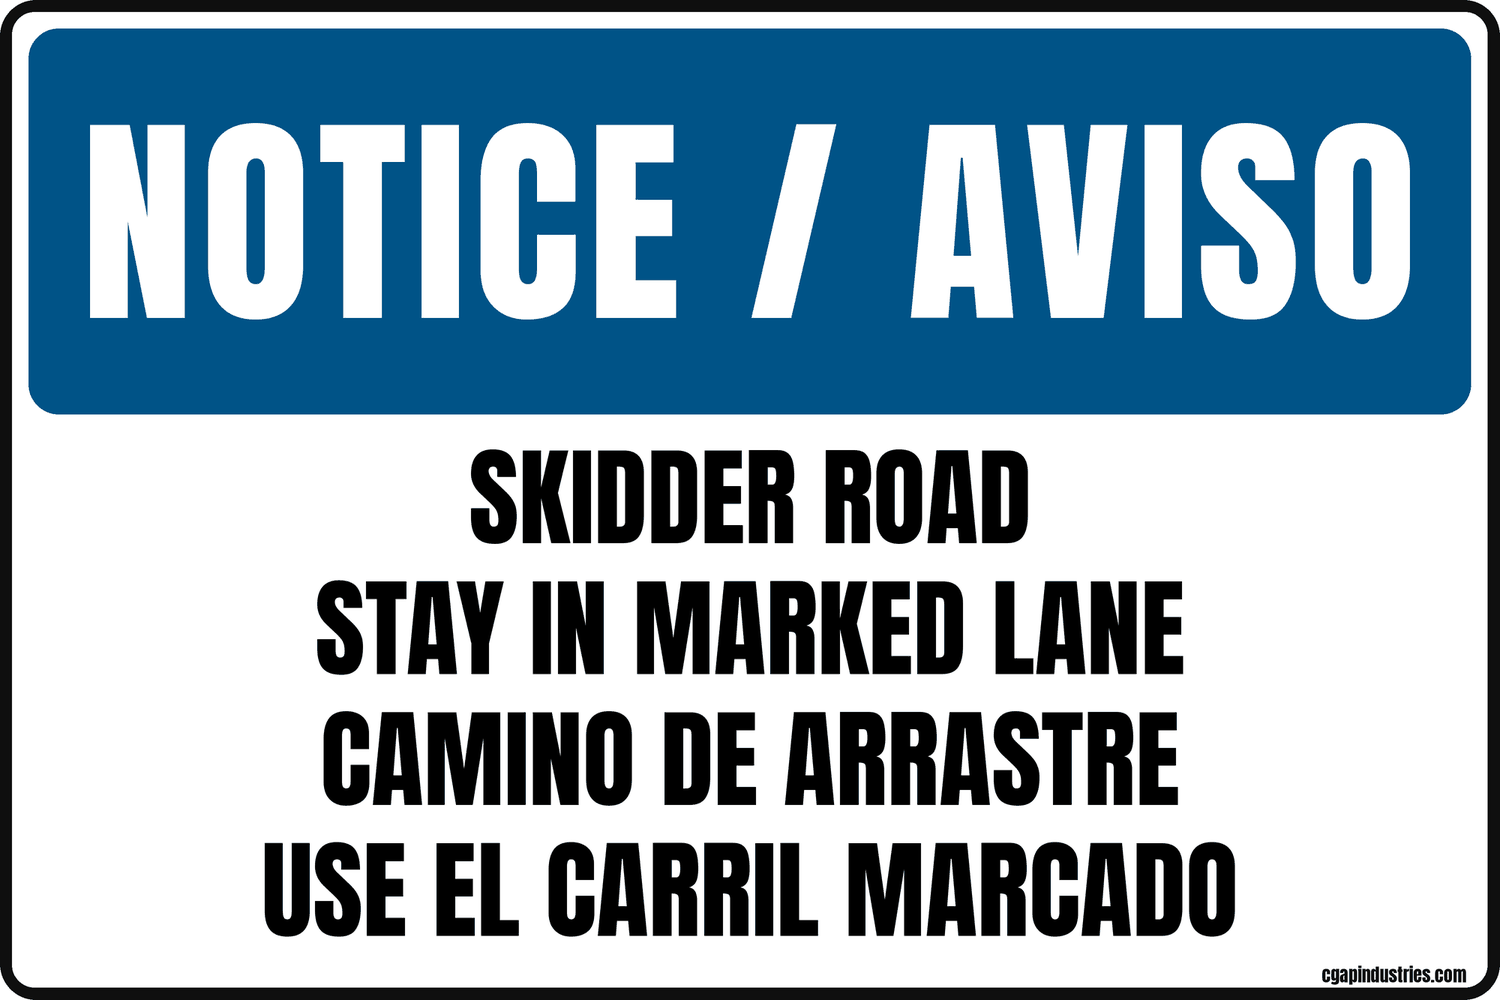 NOTICE / AVISO
SKIDDER ROAD
STAY IN MARKED LANE
CAMINO DE ARRASTRE
USE EL CARRIL MARCADO
cgapindustries.com